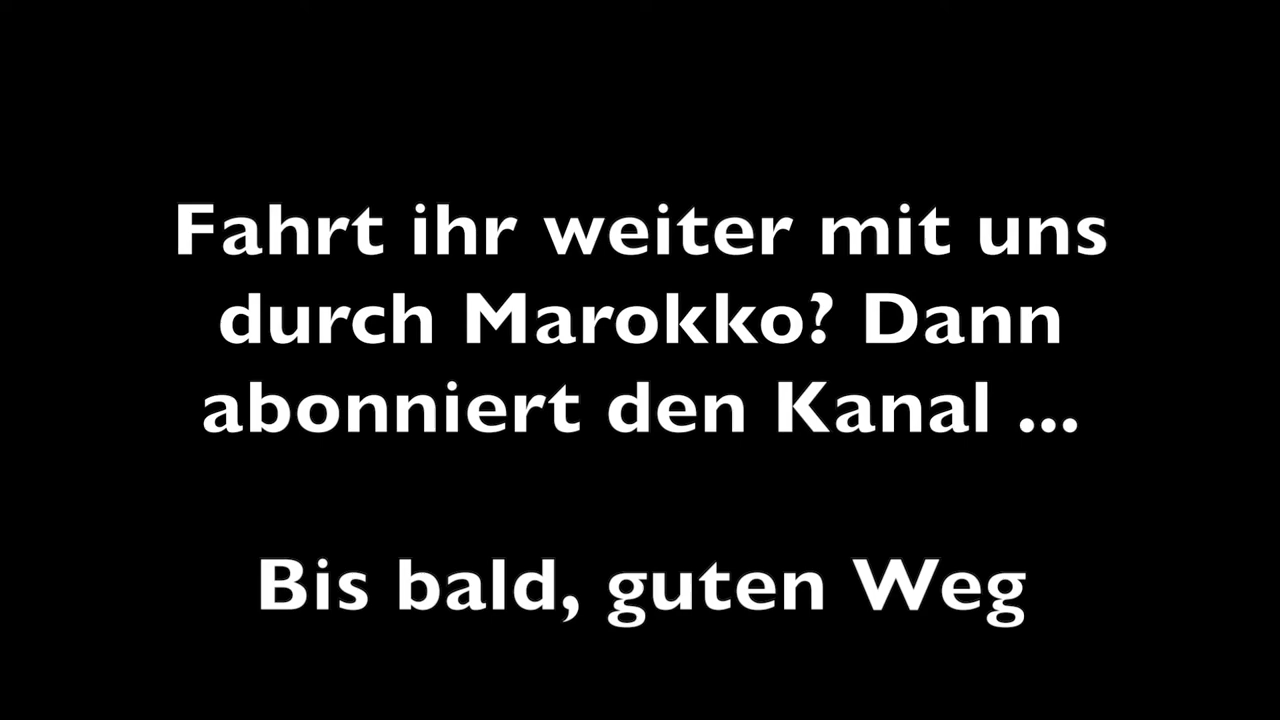 Fahrt ihr weiter mit uns
durch Marokko? Dann
abonniert den Kanal ...
Bis bald, guten Weg